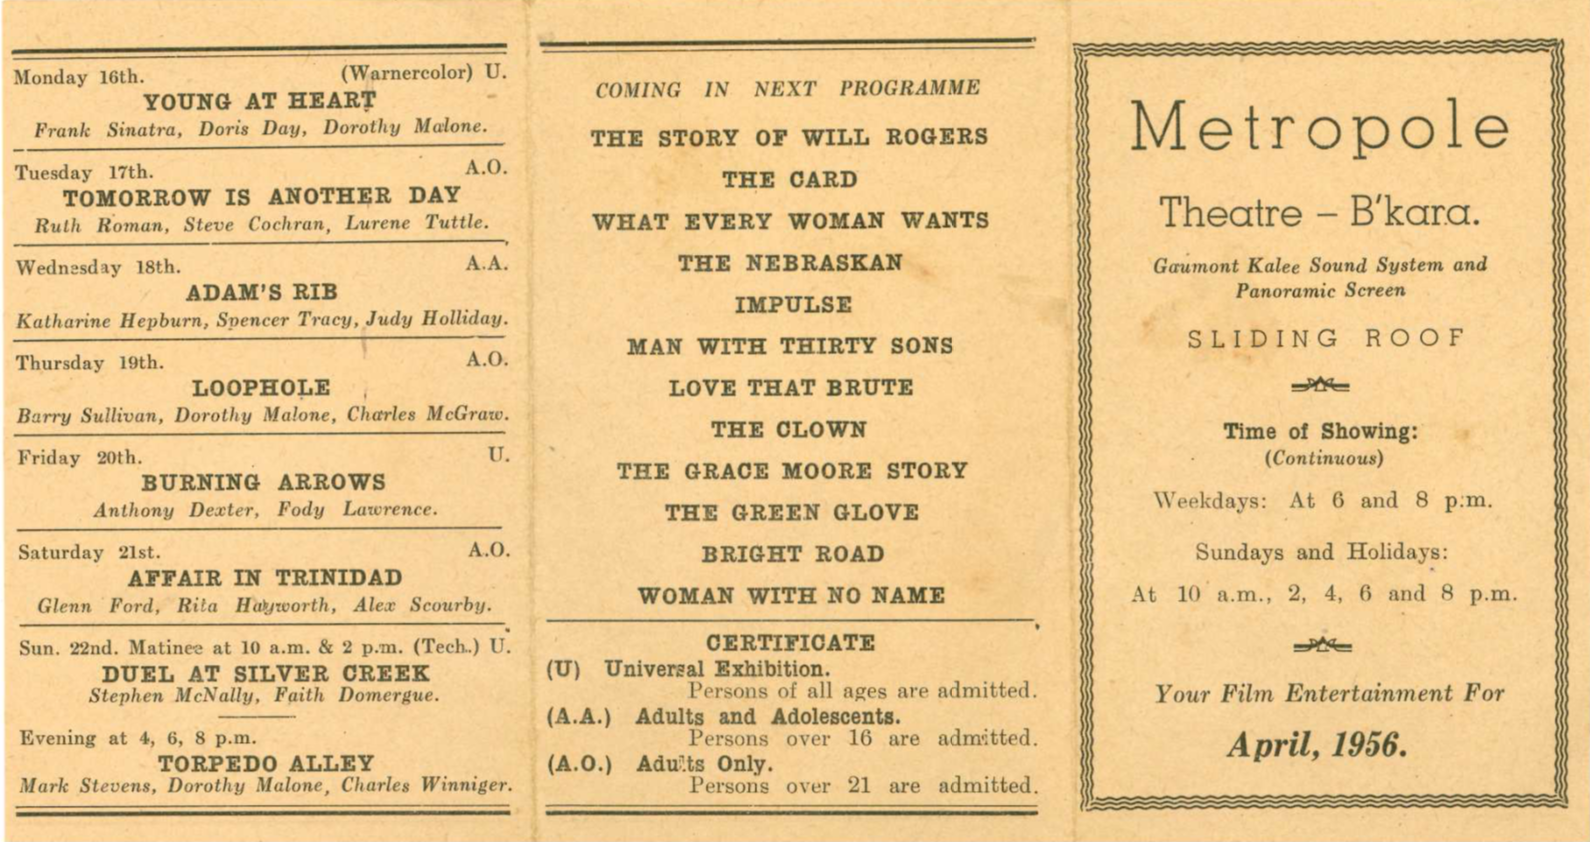 Monday 16th. (Warnercolor) U.
YOUNG AT HEART
Frank Sinatra, Doris Day, Dorothy Malone.
Tuesday 17th. A.O.
TOMORROW IS ANOTHER DAY
Ruth Roman, Steve Cochran, Lurene Tuttle.
Wednesday 18th. A.A.
ADAM'S RIB
Katharine Hepburn, Spencer Tracy, Judy Holliday.
Thursday 19th. A.O.
LOOPHOLE
Barry Sullivan, Dorothy Malone, Charles McGraw.
Friday 20th. U.
BURNING ARROWS
Anthony Dexter, Fody Lawrence.
Saturday 21st. A.O.
AFFAIR IN TRINIDAD
Glenn Ford, Rita Hayworth, Alex Scourby.
Sun. 22nd. Matinee at 10 a.m. & 2 p.m. (Tech.) U.
DUEL AT SILVER CREEK
Stephen McNally, Faith Domergue.
Evening at 4, 6, 8 p.m.
TORPEDO ALLEY
Mark Stevens, Dorothy Malone, Charles Winniger.
COMING IN NEXT PROGRAMME
THE STORY OF WILL ROGERS
THE CARD
WHAT EVERY WOMAN WANTS
THE NEBRASKAN
IMPULSE
MAN WITH THIRTY SONS
LOVE THAT BRUTE
THE CLOWN
THE GRACE MOORE STORY
THE GREEN GLOVE
BRIGHT ROAD
WOMAN WITH NO NAME
CERTIFICATE
(U) Universal Exhibition.
Persons of all ages are admitted.
(A.A.) Adults and Adolescents.
Persons over 16 are admitted.
(A.O.) Adults Only.
Persons over 21 are admitted.
Metropole
Theatre – B'kara.
Gaumont Kalee Sound System and
Panoramic Screen
SLIDING ROOF
Time of Showing:
(Continuous)
Weekdays: At 6 and 8 p.m.
Sundays and Holidays:
At 10 a.m., 2, 4, 6 and 8 p.m.
Your Film Entertainment For
April, 1956.